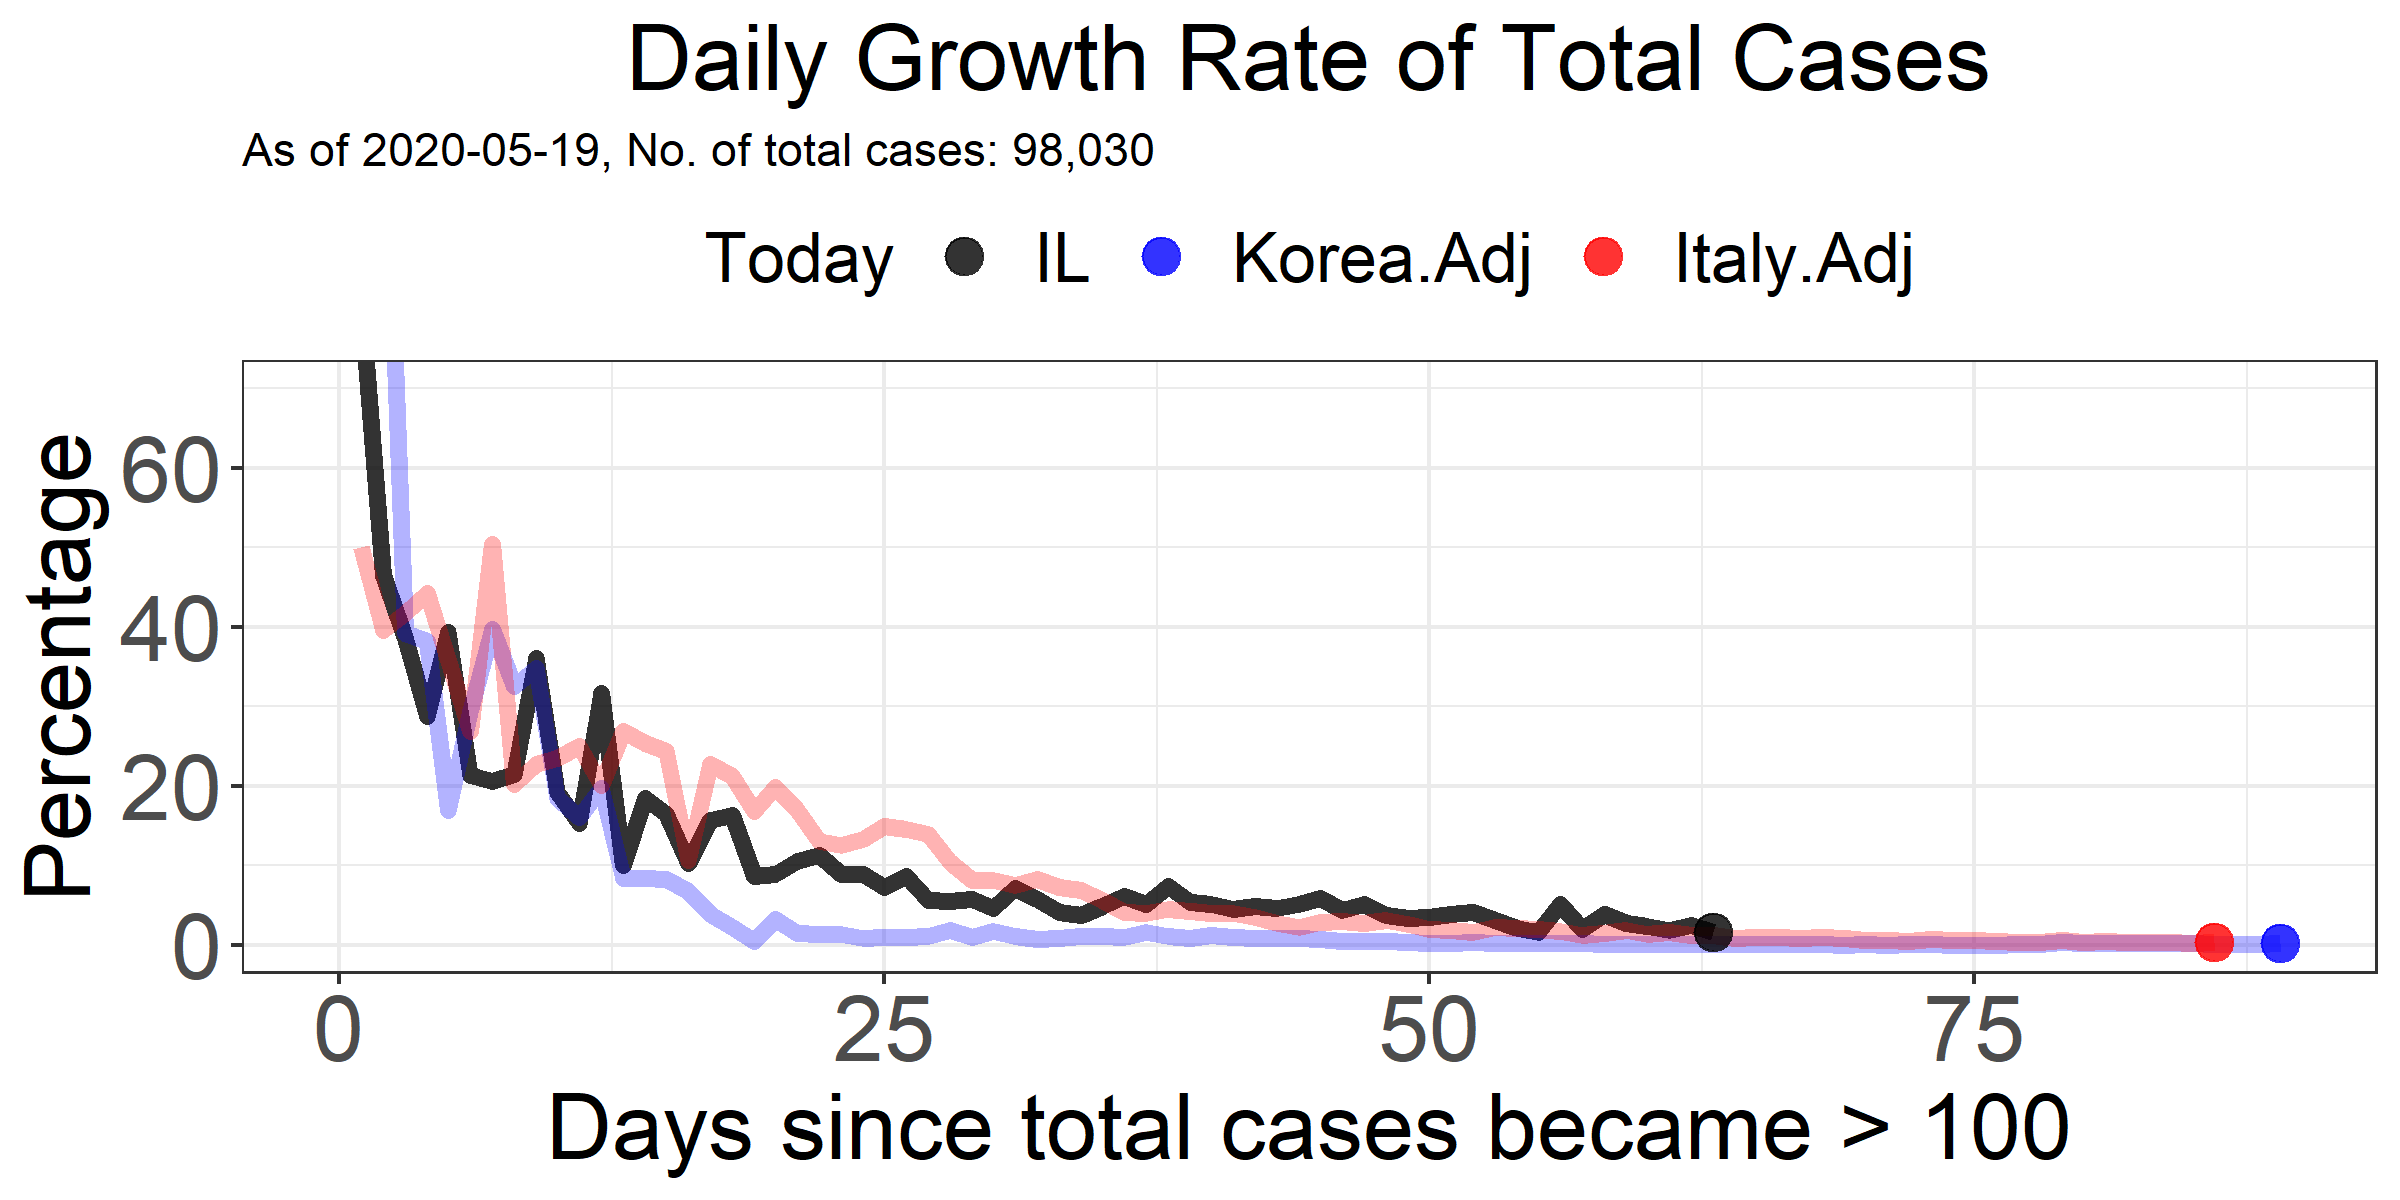 Daily Growth Rate of Total Cases
As of 2020-05-19, No. of total cases: 98,030
Today IL Korea.Adj Italy.Adj
Percentage
60
40
20
0
0 25 50 75
Days since total cases became > 100